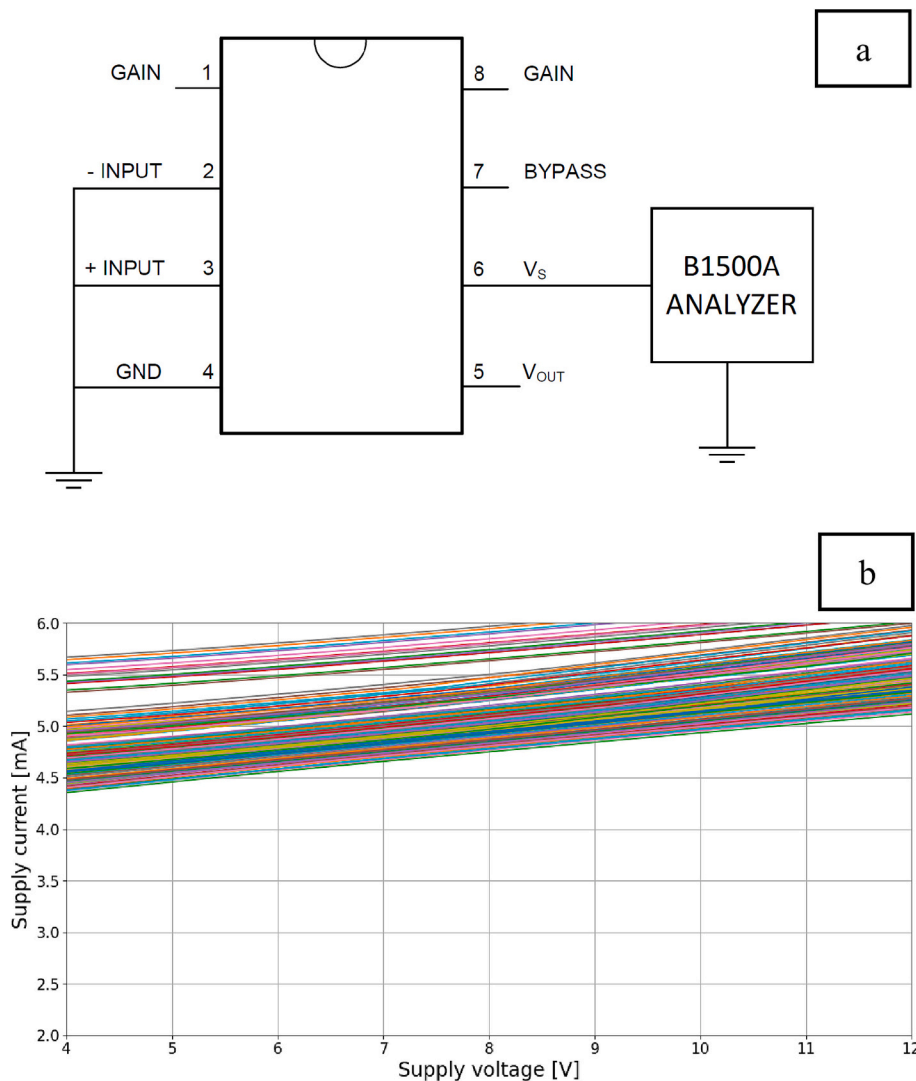 a
GAIN 1 8 GAIN
- INPUT 2 7 BYPASS
+ INPUT 3 6 VS
B1500A
ANALYZER
GND 4 5 VOUT
b
6.0
5.5
5.0
4.5
4.0
3.5
3.0
2.5
2.0
Supply current [mA]
4 5 6 7 8 9 10 11 12
Supply voltage [V]